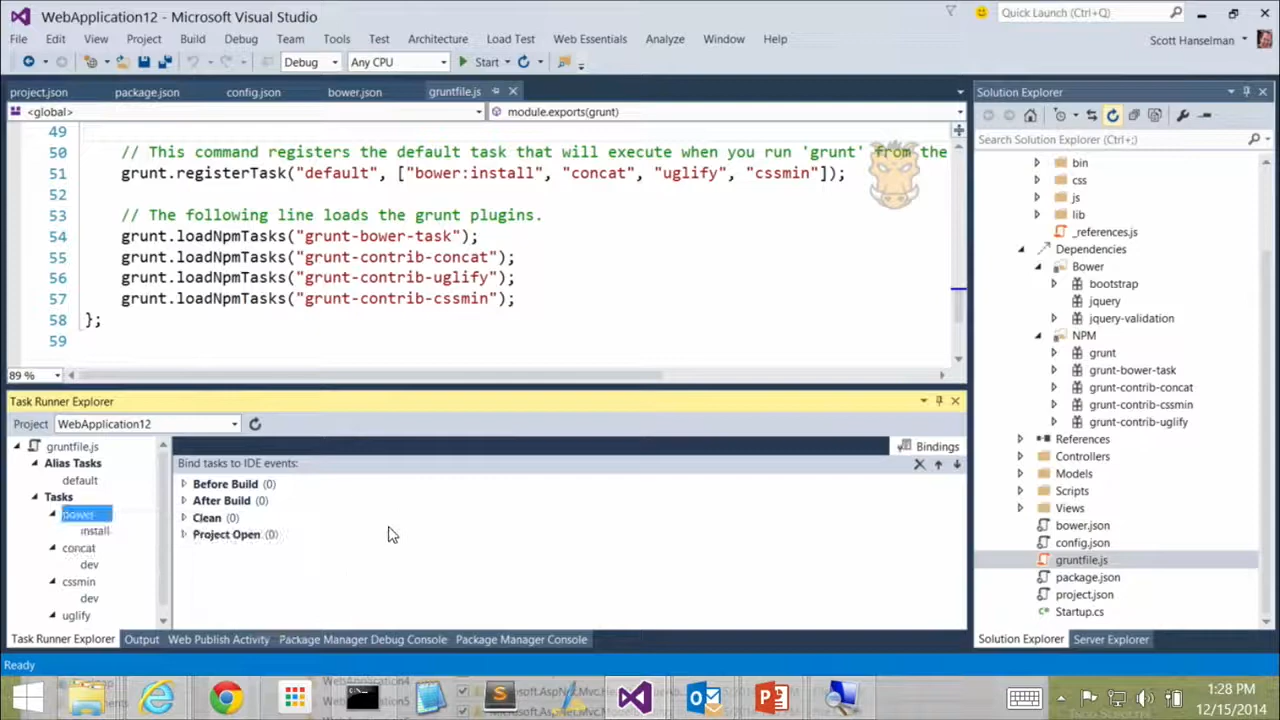 WebApplication12 - Microsoft Visual Studio
Quick Launch (Ctrl+Q)
File Edit View Project Build Debug Team Tools Test Architecture Load Test Web Essentials Analyze Window Help
Scott Hanselman
Debug Any CPU Start
project.json package.json config.json bower.json gruntfile.js
<global> module.exports(grunt)
49
50 // This command registers the default task that will execute when you run 'grunt' from the
51 grunt.registerTask("default", ["bower:install", "concat", "uglify", "cssmin"]);
52
53 // The following line loads the grunt plugins.
54 grunt.loadNpmTasks("grunt-bower-task");
55 grunt.loadNpmTasks("grunt-contrib-concat");
56 grunt.loadNpmTasks("grunt-contrib-uglify");
57 grunt.loadNpmTasks("grunt-contrib-cssmin");
58 };
59
89 %
Task Runner Explorer
Project WebApplication12
gruntfile.js
Alias Tasks
default
Tasks
bower
install
concat
dev
cssmin
dev
uglify
Bindings
Bind tasks to IDE events:
Before Build (0)
After Build (0)
Clean (0)
Project Open (0)
Task Runner Explorer Output Web Publish Activity Package Manager Debug Console Package Manager Console
Solution Explorer
Search Solution Explorer (Ctrl+;)
bin
css
js
lib
_references.js
Dependencies
Bower
bootstrap
jquery
jquery-validation
NPM
grunt
grunt-bower-task
grunt-contrib-concat
grunt-contrib-cssmin
grunt-contrib-uglify
References
Controllers
Models
Scripts
Views
bower.json
config.json
gruntfile.js
package.json
project.json
Startup.cs
Solution Explorer Server Explorer
Ready
WebApplication4
WebApplication5
1:28 PM
12/15/2014